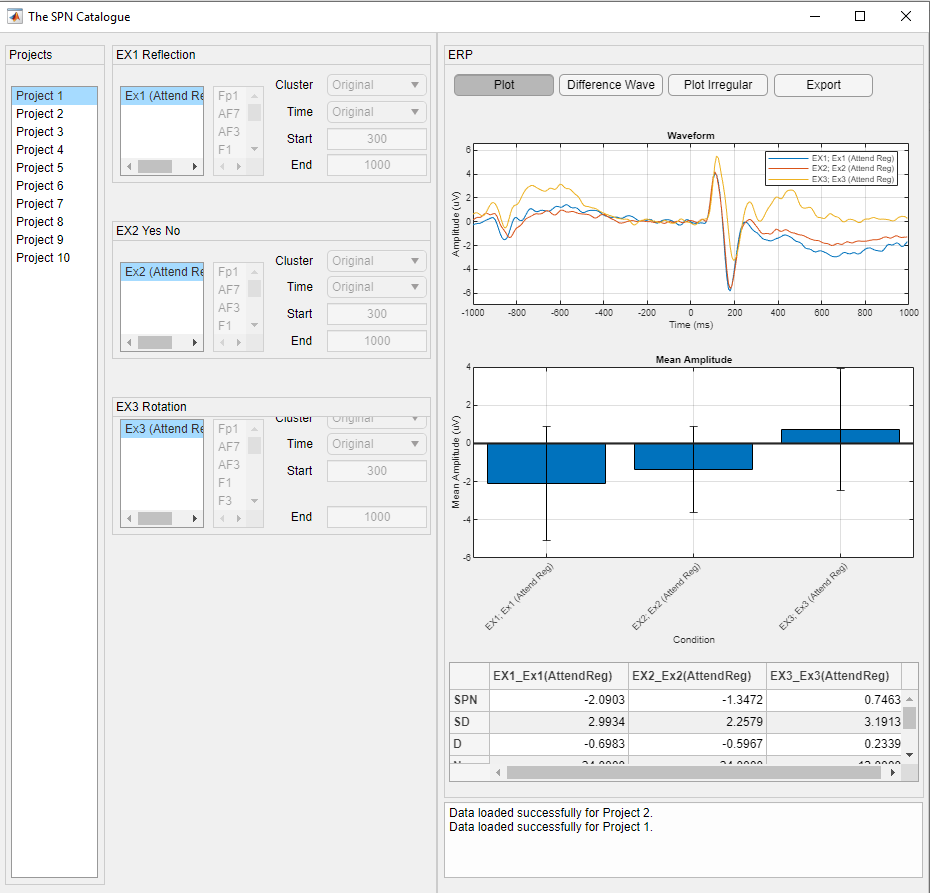 The SPN Catalogue
Projects
Project 1
Project 2
Project 3
Project 4
Project 5
Project 6
Project 7
Project 8
Project 9
Project 10
EX1 Reflection
Ex1 (Attend Re
Fp1
AF7
AF3
F1
Cluster Original
Time Original
Start 300
End 1000
EX2 Yes No
Ex2 (Attend Re
Fp1
AF7
AF3
F1
Cluster Original
Time Original
Start 300
End 1000
EX3 Rotation
Ex3 (Attend Re
Fp1
AF7
AF3
F1
F3
Cluster Original
Time Original
Start 300
End 1000
ERP
Plot Difference Wave Plot Irregular Export
Waveform
EX1; Ex1 (Attend Reg)
EX2; Ex2 (Attend Reg)
EX3; Ex3 (Attend Reg)
Amplitude (uV)
6
4
2
0
-2
-4
-6
-1000 -800 -600 -400 -200 0 200 400 600 800 1000
Time (ms)
Mean Amplitude
Mean Amplitude (uV)
4
2
0
-2
-4
-6
EX1; Ex1 (Attend Reg)
EX2; Ex2 (Attend Reg)
EX3; Ex3 (Attend Reg)
Condition
EX1_Ex1(AttendReg) EX2_Ex2(AttendReg) EX3_Ex3(AttendReg)
SPN -2.0903 -1.3472 0.7463
SD 2.9934 2.2579 3.1913
D -0.6983 -0.5967 0.2339
Data loaded successfully for Project 2.
Data loaded successfully for Project 1.